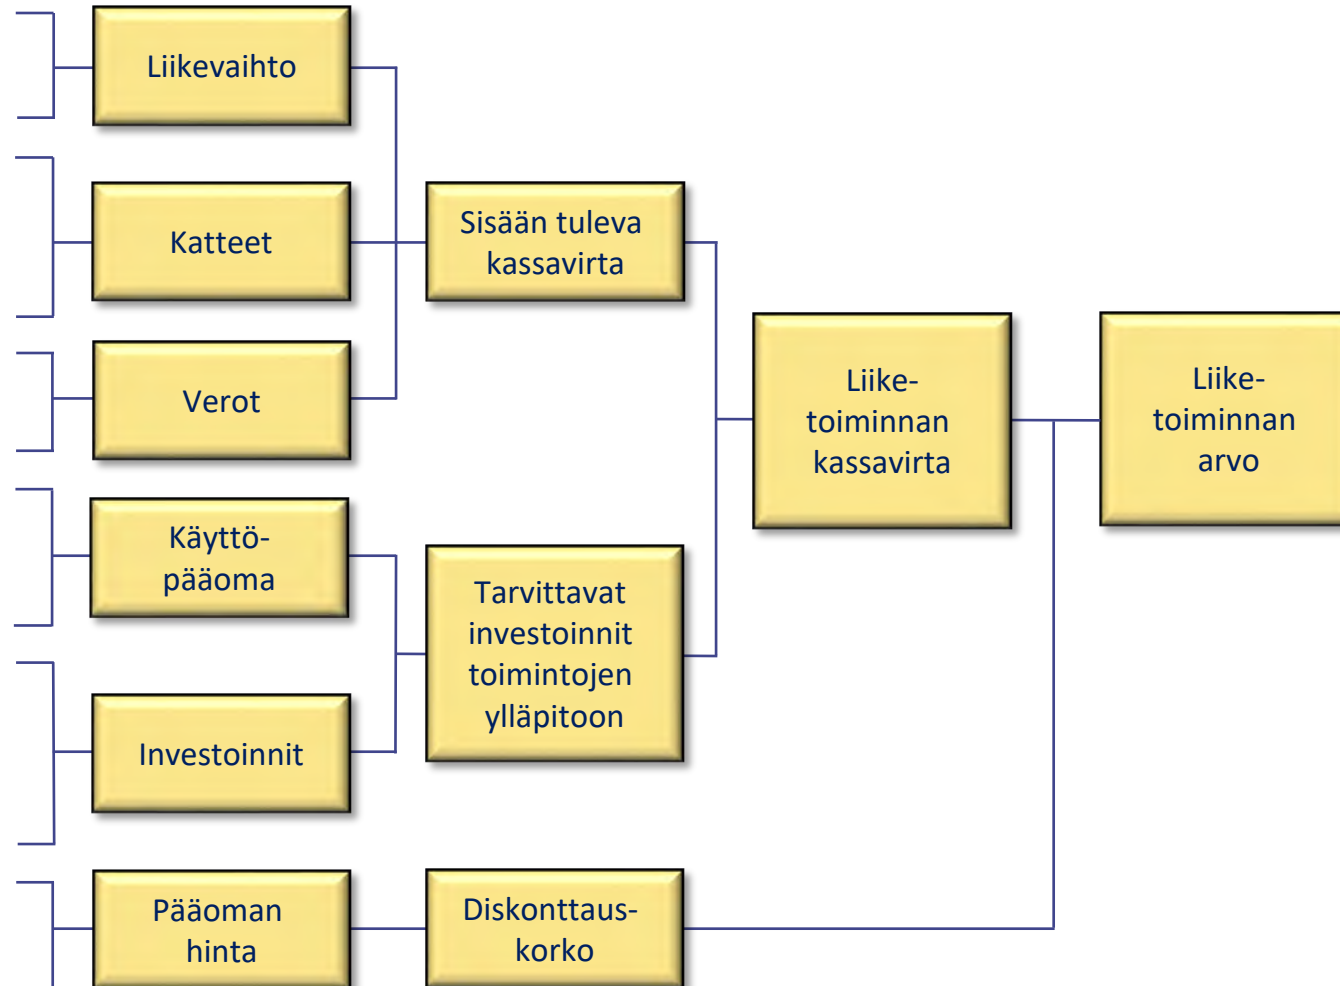 Liikevaihto
Katteet
Verot
Käyttö-
pääoma
Investoinnit
Pääoman
hinta
Sisään tuleva
kassavirta
Tarvittavat
investoinnit
toimintojen
ylläpitoon
Diskonttaus-
korko
Liike-
toiminnan
kassavirta
Liike-
toiminnan
arvo